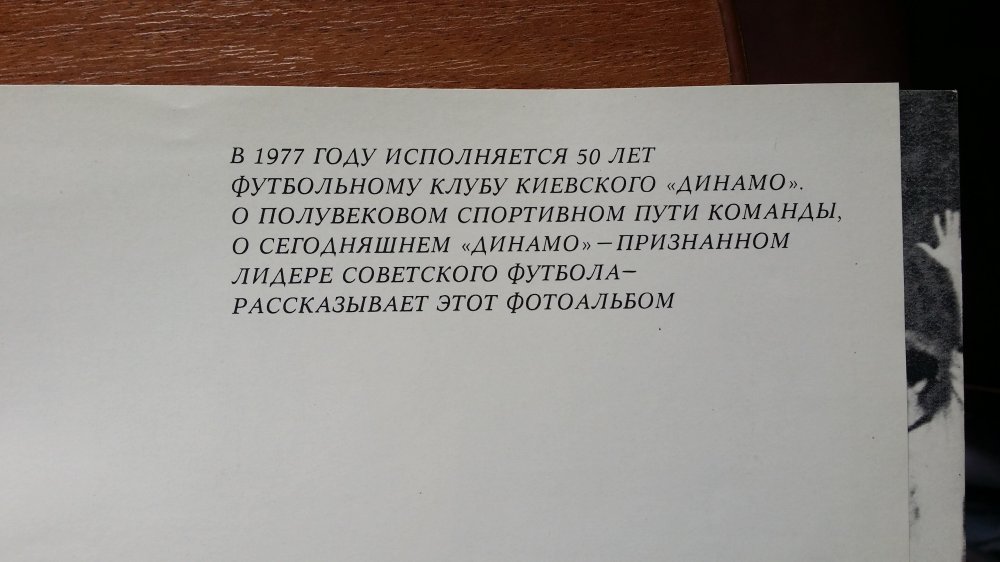 В 1977 ГОДУ ИСПОЛНЯЕТСЯ 50 ЛЕТ
ФУТБОЛЬНОМУ КЛУБУ КИЕВСКОГО «ДИНАМО».
О ПОЛУВЕКОВОМ СПОРТИВНОМ ПУТИ КОМАНДЫ,
О СЕГОДНЯШНЕМ «ДИНАМО» – ПРИЗНАННОМ
ЛИДЕРЕ СОВЕТСКОГО ФУТБОЛА –
РАССКАЗЫВАЕТ ЭТОТ ФОТОАЛЬБОМ